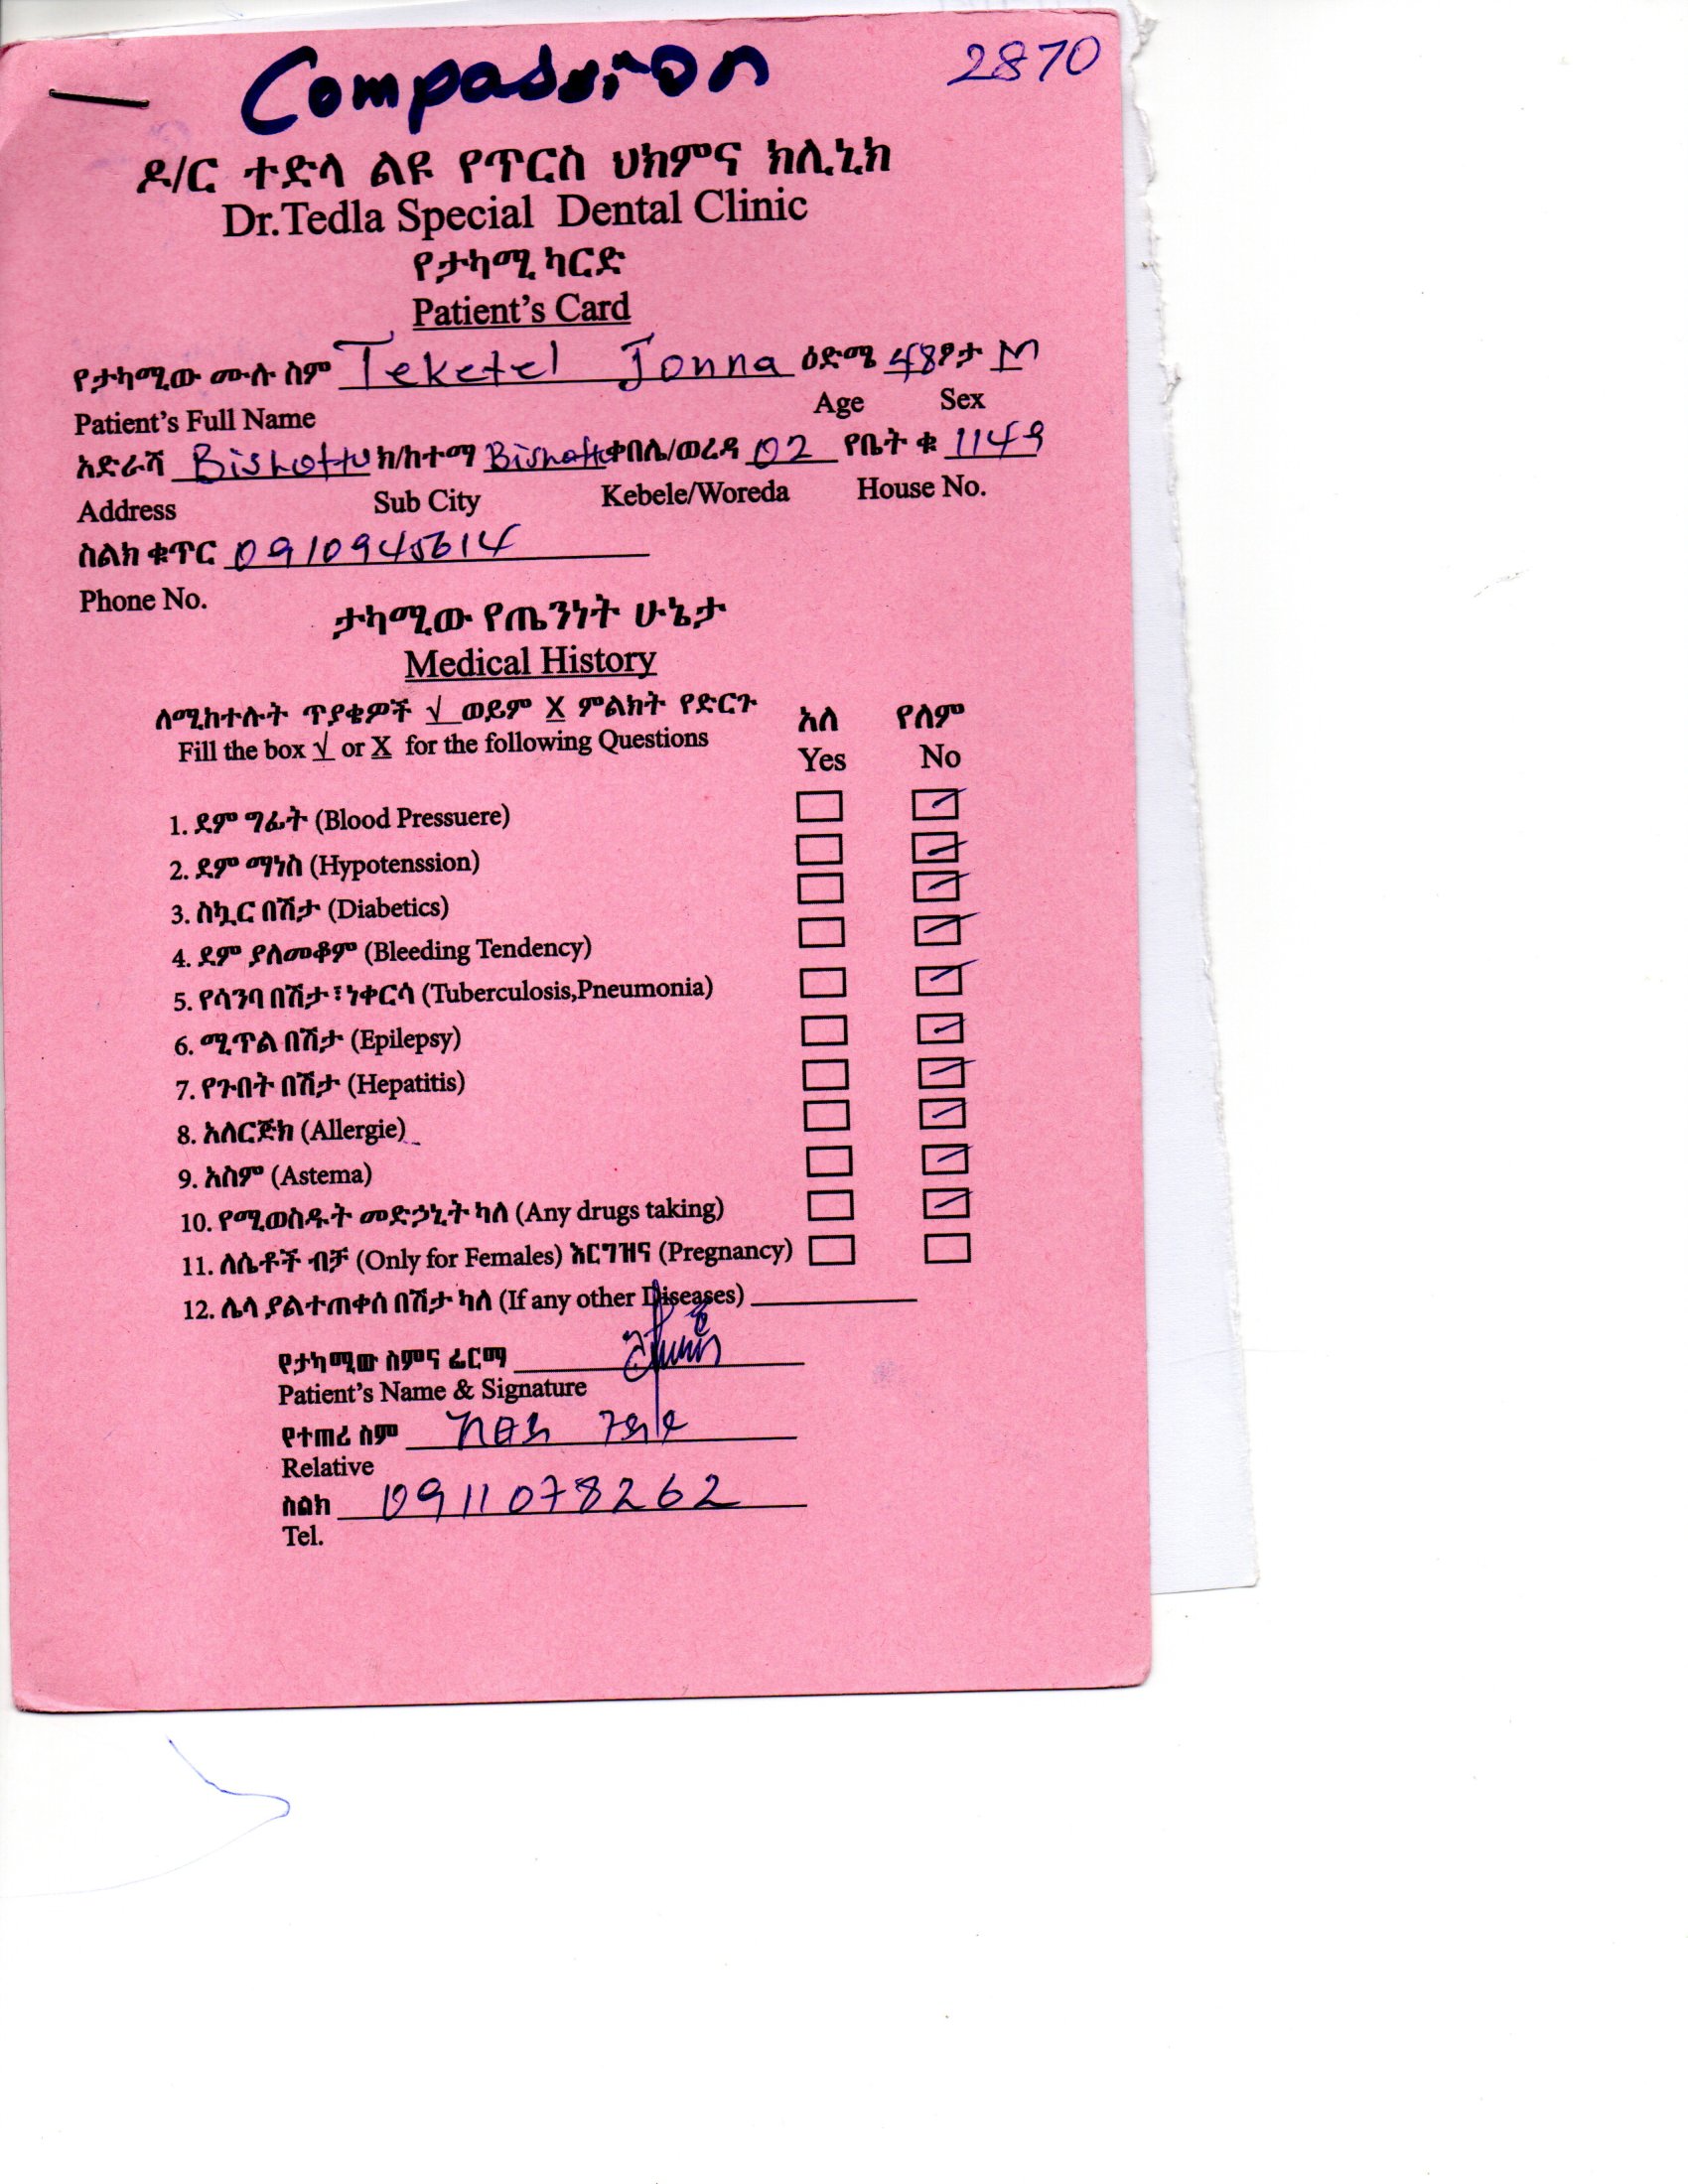 Compassion 2870
ዶ/ር ተድላ ልዩ የጥርስ ህክምና ክሊኒክ
Dr.Tedla Special Dental Clinic
የታካሚ ካርድ
Patient's Card
የታካሚው ሙሉ ስም Teketel Jonna ዕድሜ 48 ፆታ M
Patient's Full Name Age Sex
አድራሻ Bishoftu ክ/ከተማ Bishoftu ቀበሌ/ወረዳ 02 የቤት ቁ 1149
Address Sub City Kebele/Woreda House No.
ስልክ ቁጥር 0910945614
Phone No.
ታካሚው የጤንነት ሁኔታ
Medical History
ለሚከተሉት ጥያቄዎች √ ወይም X ምልክት የድርጉ አለ የለም
Fill the box √ or X for the following Questions Yes No
1. ደም ግፊት (Blood Pressuere)
2. ደም ማነስ (Hypotenssion)
3. ስኳር በሽታ (Diabetics)
4. ደም ያለመቆም (Bleeding Tendency)
5. የሳንባ በሽታ፣ነቀርሳ (Tuberculosis,Pneumonia)
6. ሚጥል በሽታ (Epilepsy)
7. የጉበት በሽታ (Hepatitis)
8. አለርጅክ (Allergie)
9. አስም (Astema)
10. የሚወስዱት መድኃኒት ካለ (Any drugs taking)
11. ለሴቶች ብቻ (Only for Females) እርግዝና (Pregnancy)
12. ሌላ ያልተጠቀሰ በሽታ ካለ (If any other Diseases)
የታካሚው ስምና ፊርማ
Patient's Name & Signature
የተጠሪ ስም
Relative
ስልክ 0911078262
Tel.